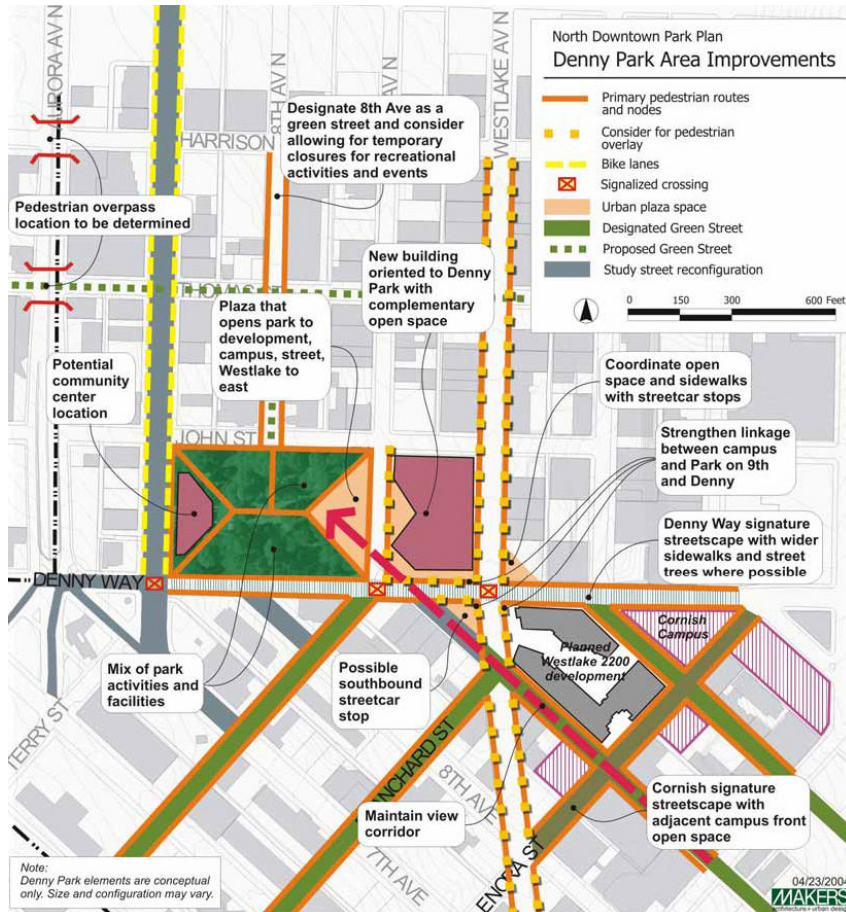 North Downtown Park Plan
Denny Park Area Improvements
Primary pedestrian routes
and nodes
Consider for pedestrian
overlay
Bike lanes
Signalized crossing
Urban plaza space
Designated Green Street
Proposed Green Street
Study street reconfiguration
0 150 300 600 Feet
AURORA AV N
8TH AV N
AV N
WESTLAKE AV N
HARRISON
Designate 8th Ave as a
green street and consider
allowing for temporary
closures for recreational
activities and events
Pedestrian overpass
location to be determined
THOMAS ST
New building
oriented to Denny
Park with
complementary
open space
Plaza that
opens park to
development,
campus, street,
Westlake to
east
Potential
community
center
location
Coordinate open
space and sidewalks
with streetcar stops
JOHN ST
Strengthen linkage
between campus
and Park on 9th
and Denny
Denny Way signature
streetscape with wider
sidewalks and street
trees where possible
DENNY WAY
Cornish
Campus
Planned
Westlake 2200
development
Mix of park
activities and
facilities
Possible
southbound
streetcar
stop
TERRY ST
NCHARD ST
8TH AVE
7TH AVE
ENORA ST
Maintain view
corridor
Cornish signature
streetscape with
adjacent campus front
open space
Note:
Denny Park elements are conceptual
only. Size and configuration may vary.
04/23/2004
MAKERS
architecture + urban design